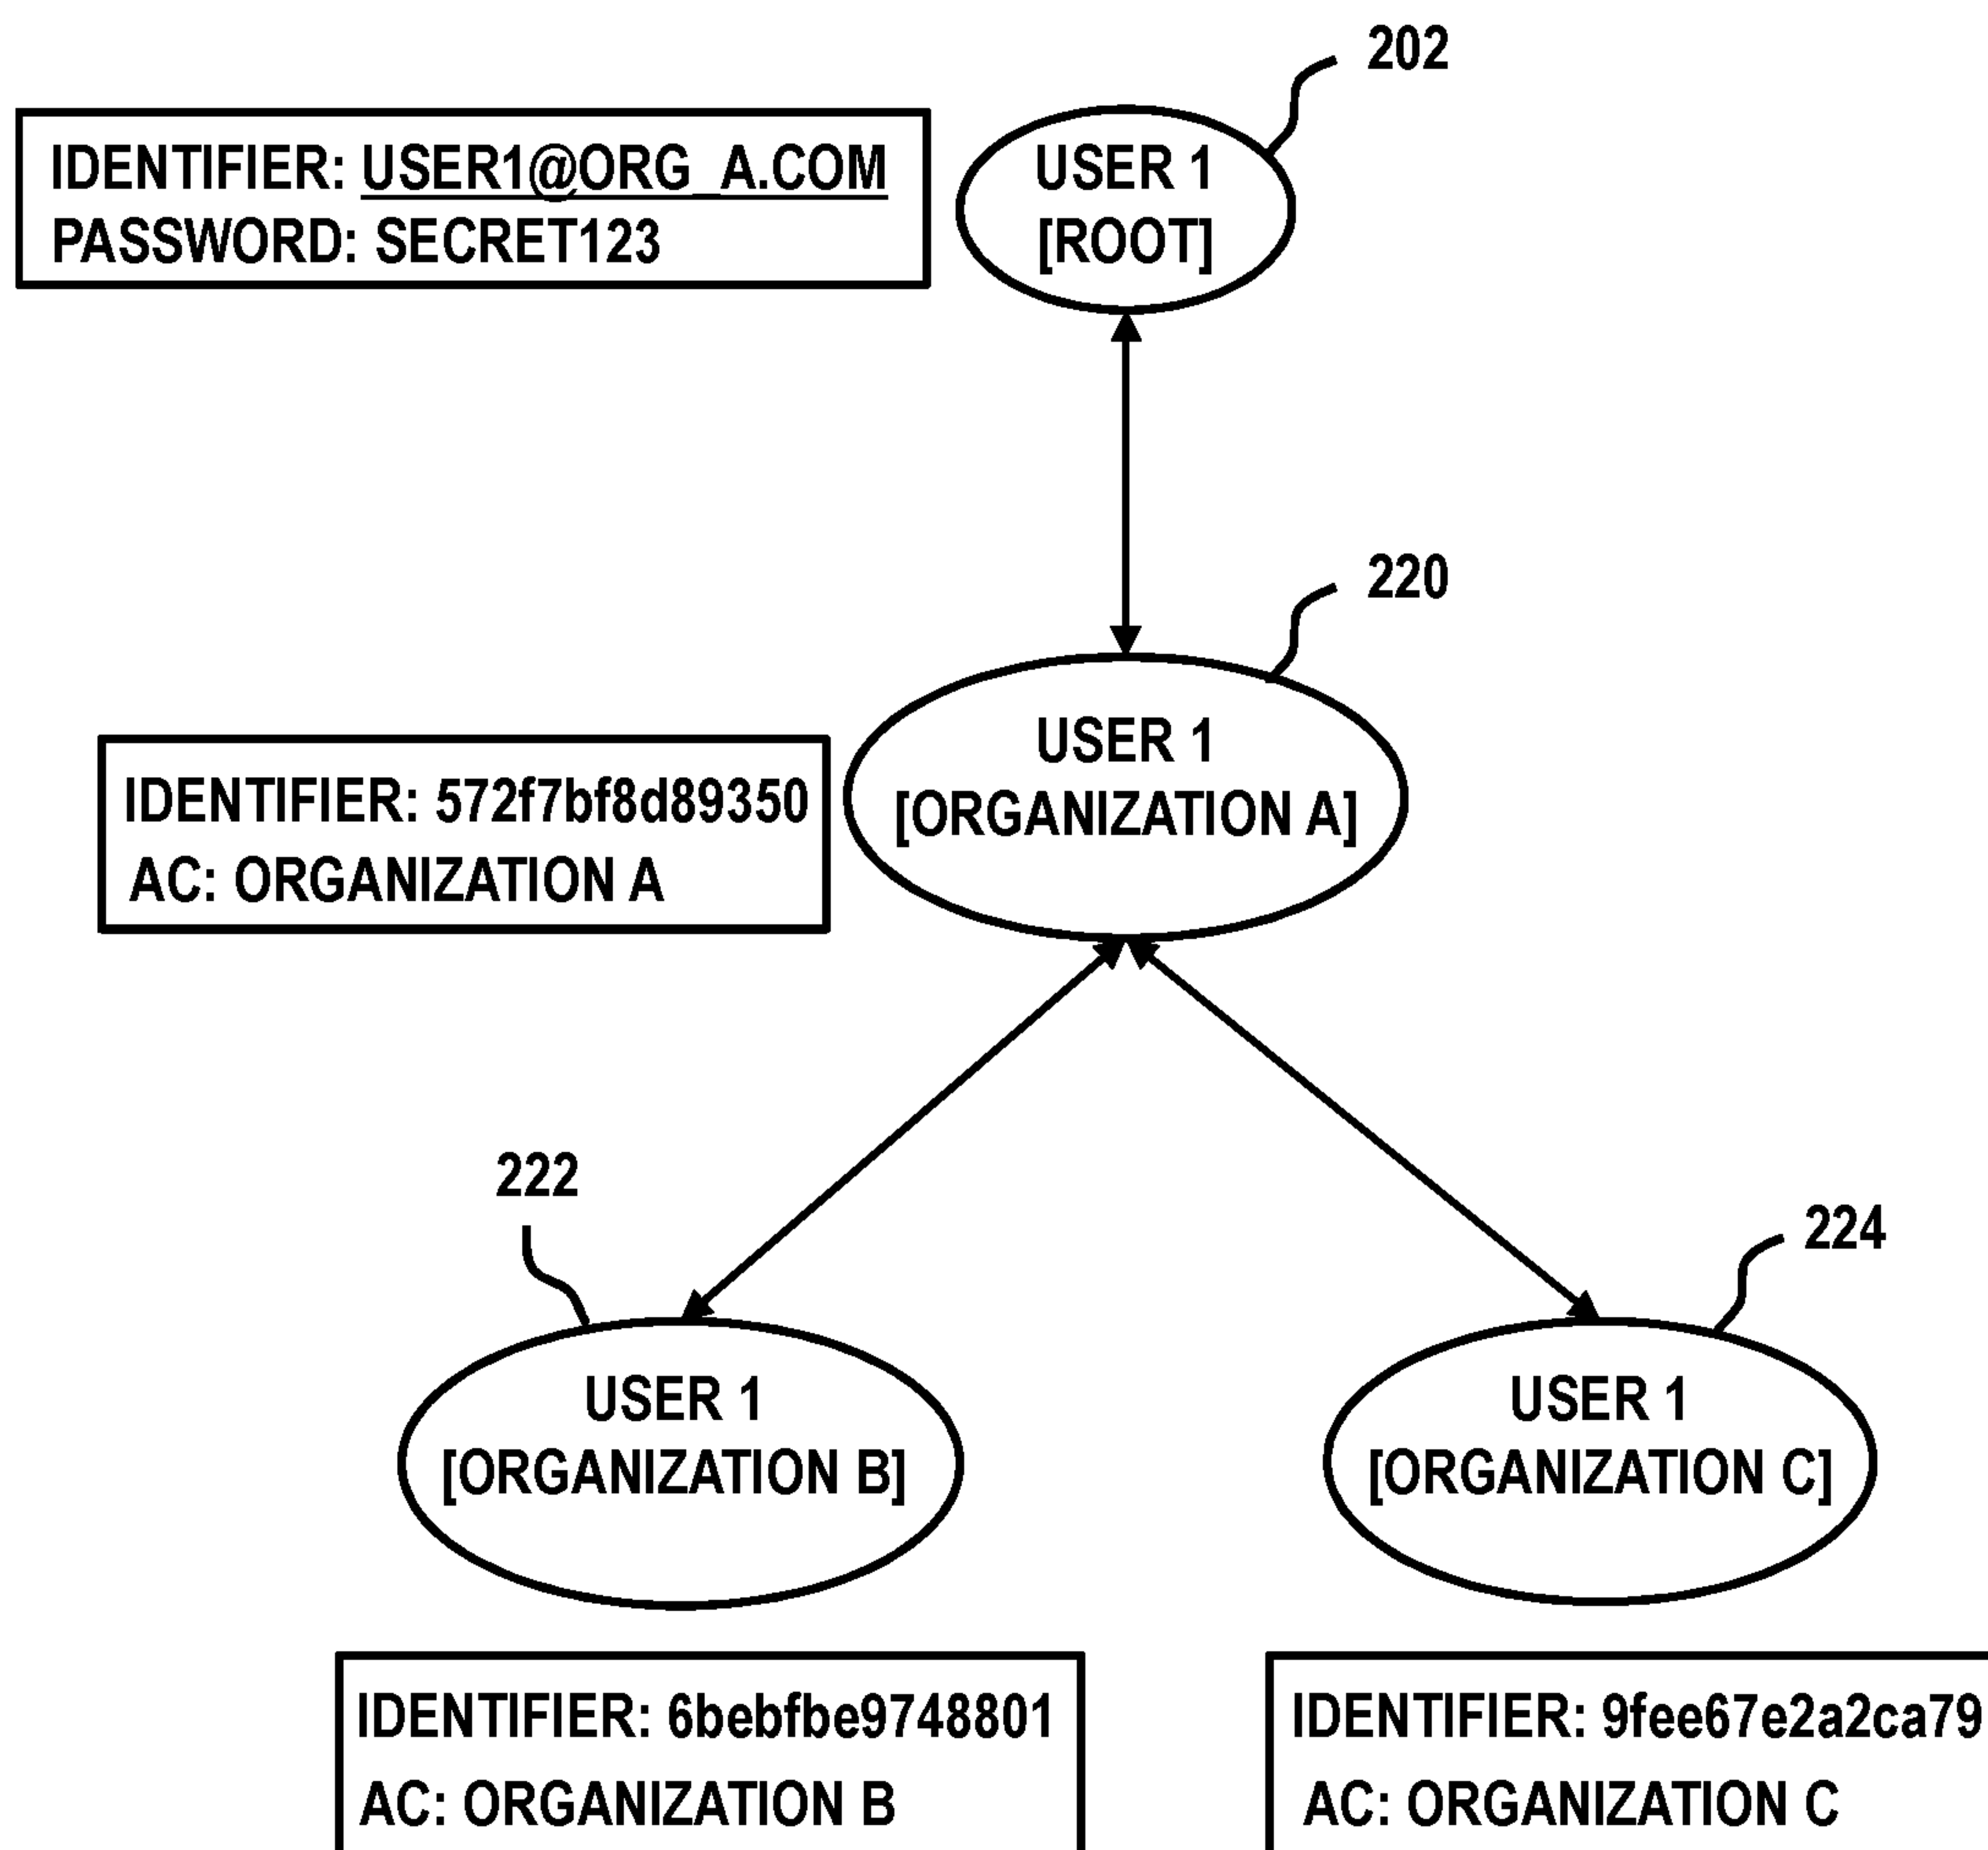 202
IDENTIFIER: USER1@ORG_A.COM
PASSWORD: SECRET123
USER 1
[ROOT]
220
USER 1
[ORGANIZATION A]
IDENTIFIER: 572f7bf8d89350
AC: ORGANIZATION A
222
224
USER 1
[ORGANIZATION B]
USER 1
[ORGANIZATION C]
IDENTIFIER: 6bebfbe9748801
AC: ORGANIZATION B
IDENTIFIER: 9fee67e2a2ca79
AC: ORGANIZATION C